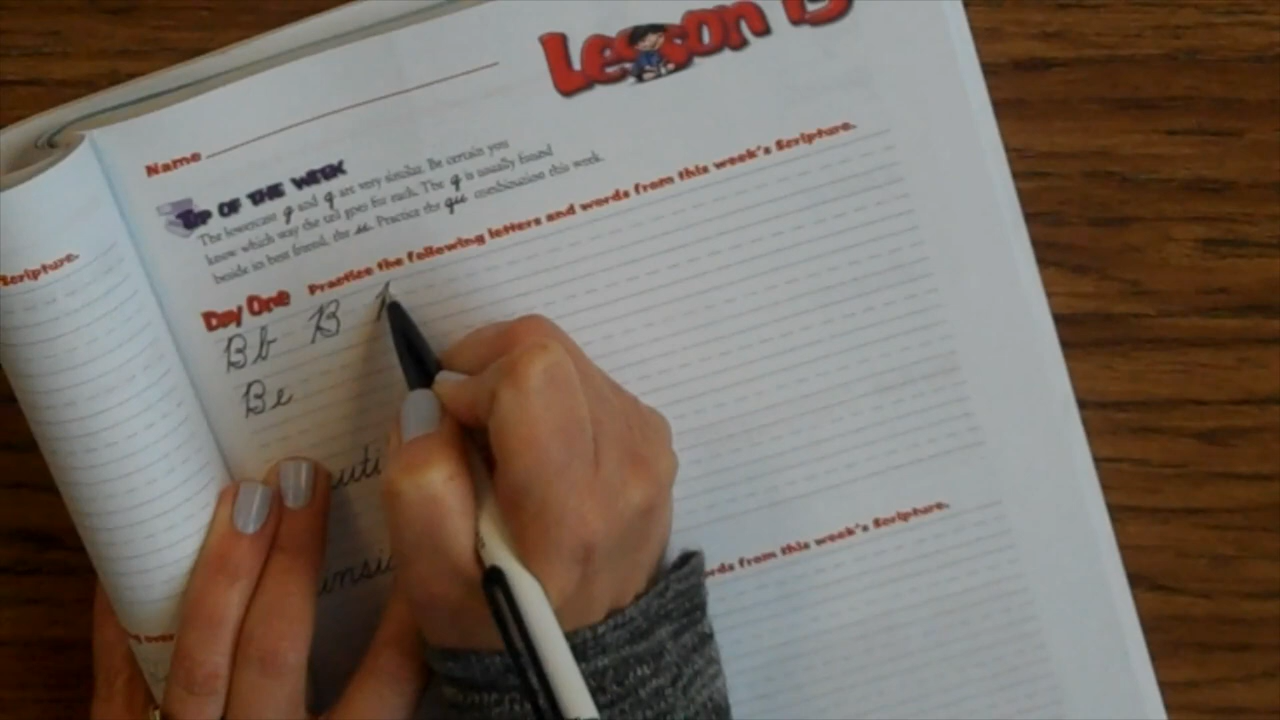 Lesson 13
Name
Tip of the Week
The lowercase g and q are very similar. Be certain you
know which way the tail goes for each. The q is usually found
beside its best friend, the u. Practice the qu combination this week.
Scripture.
Day One Practice the following letters and words from this week's Scripture.
Bb B
Be
words from this week's Scripture.